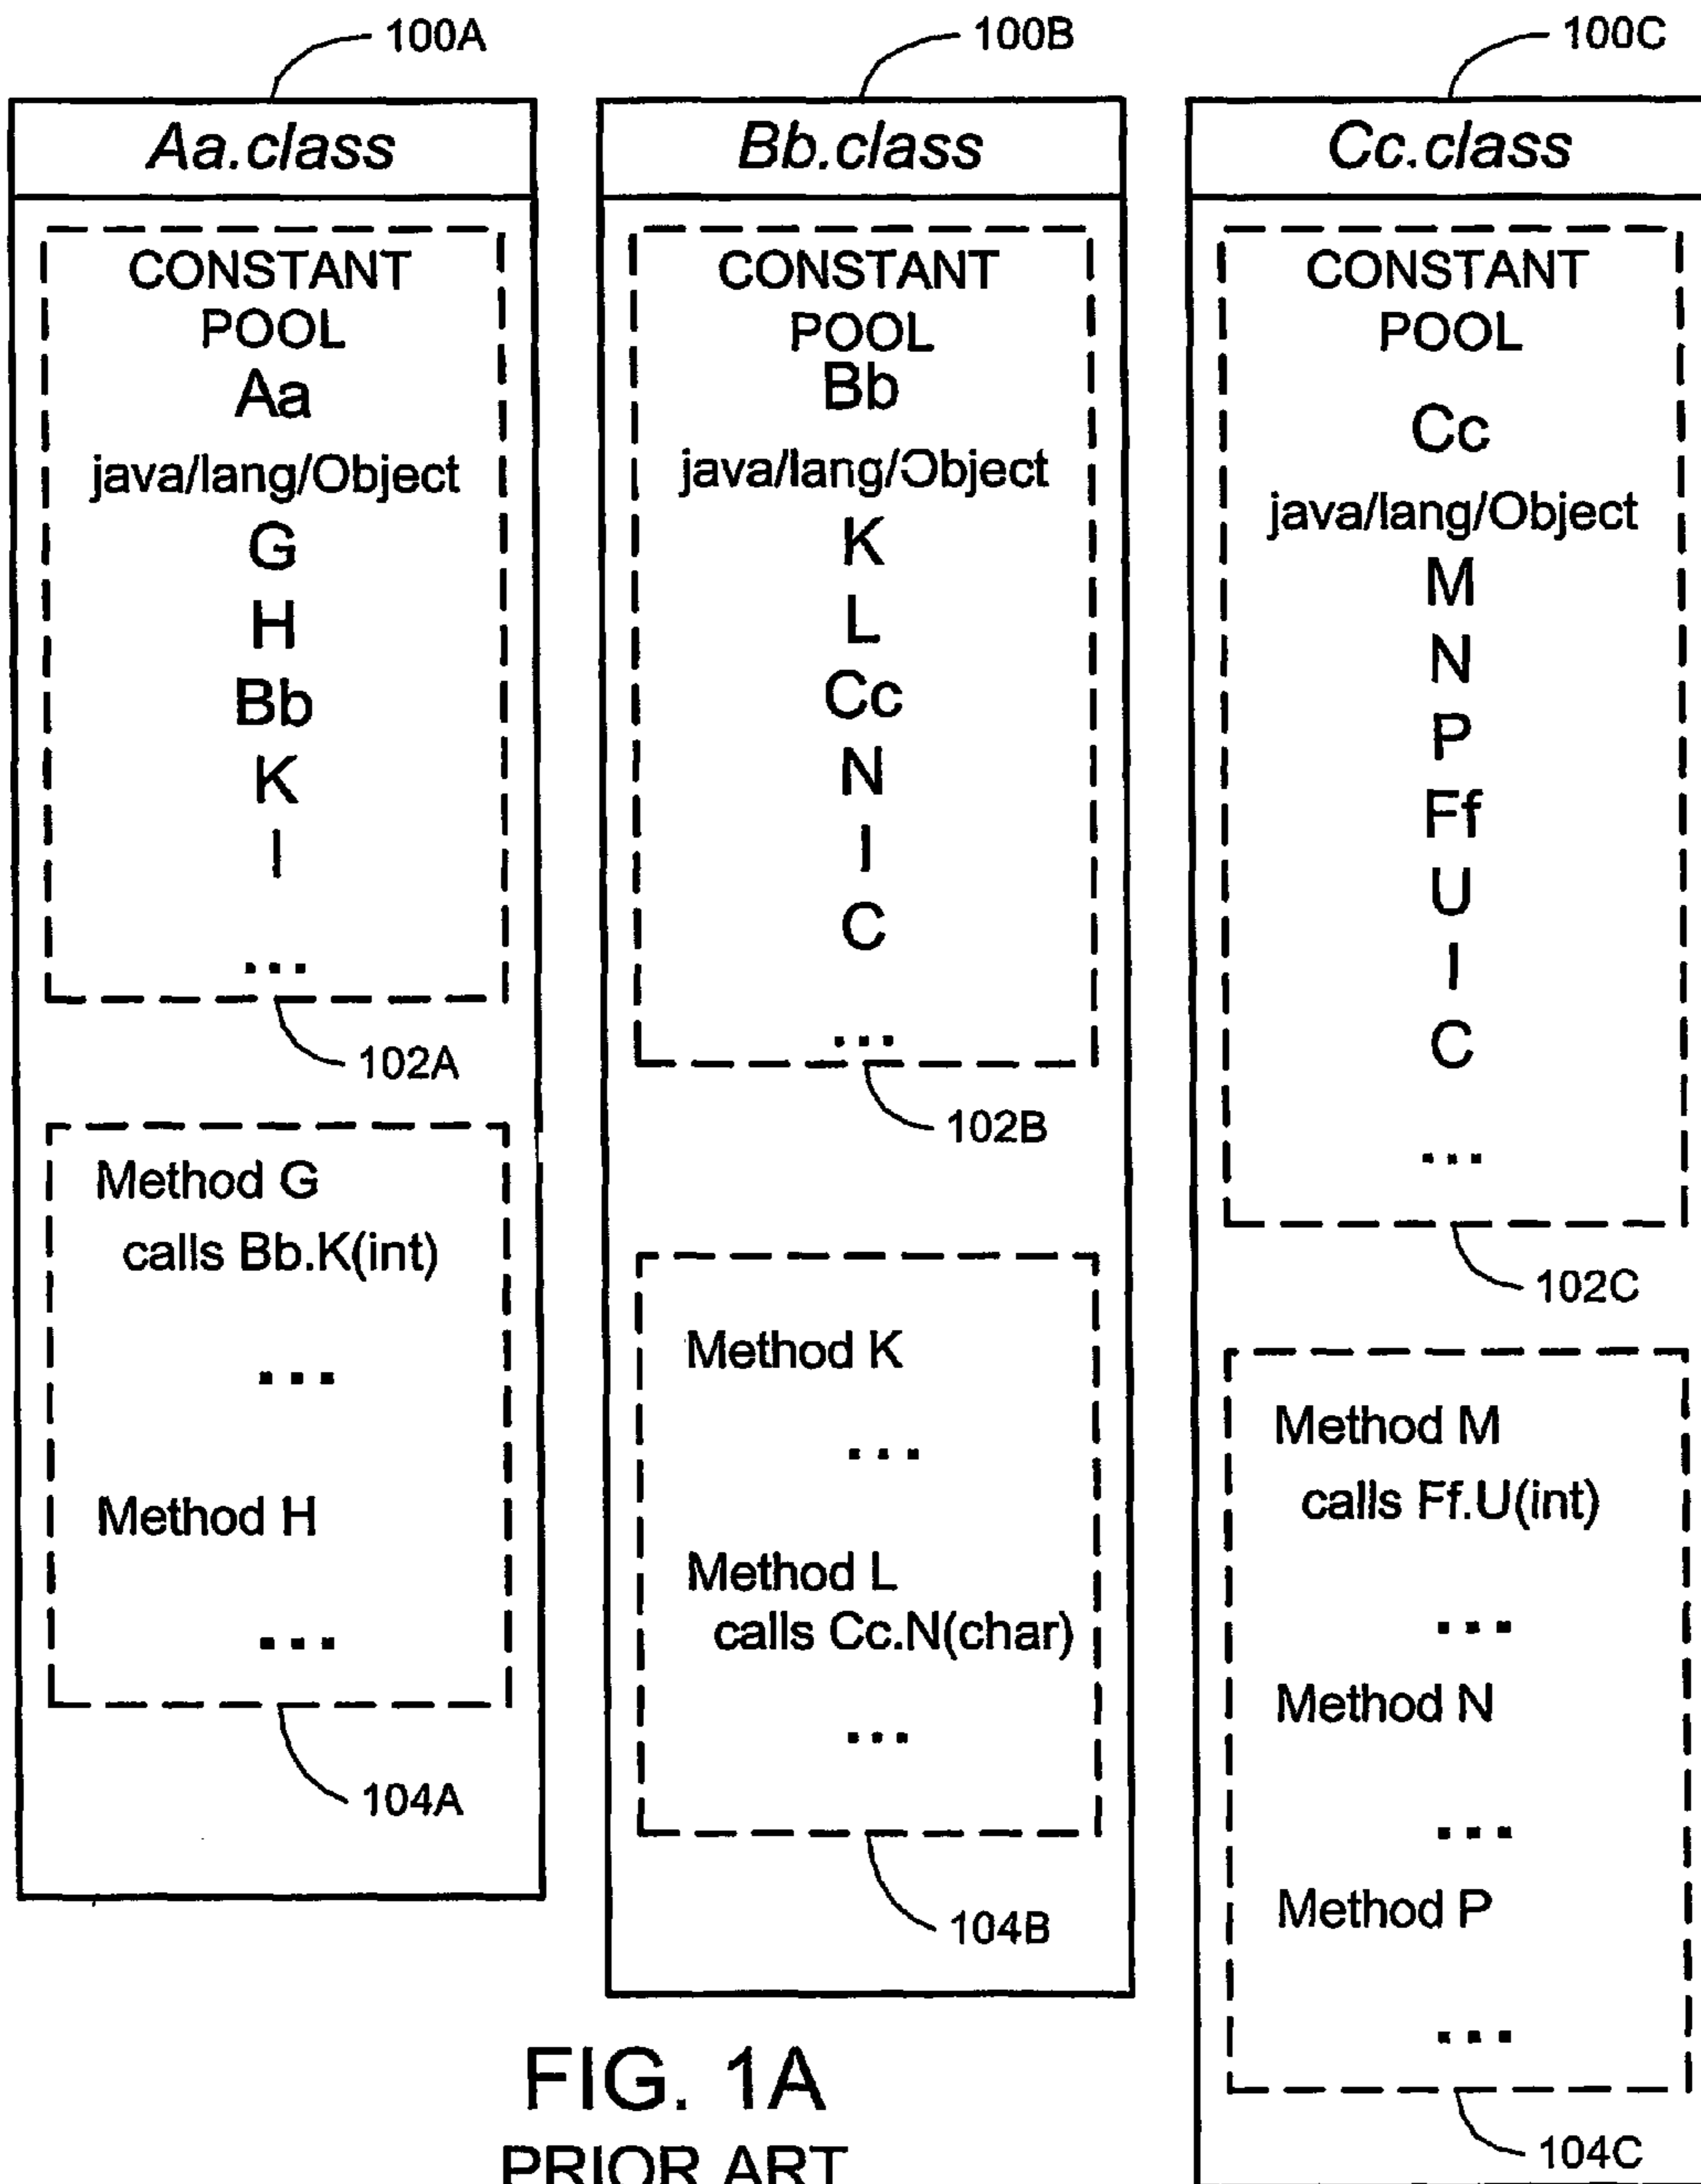 100A
Aa.class
CONSTANT
POOL
Aa
java/lang/Object
G
H
Bb
K
I
...
102A
Method G
calls Bb.K(int)
...
Method H
...
104A
100B
Bb.class
CONSTANT
POOL
Bb
java/lang/Object
K
L
Cc
N
I
C
...
102B
Method K
...
Method L
calls Cc.N(char)
...
104B
100C
Cc.class
CONSTANT
POOL
Cc
java/lang/Object
M
N
P
Ff
U
I
C
...
102C
Method M
calls Ff.U(int)
...
Method N
...
Method P
...
104C
FIG. 1A
PRIOR ART